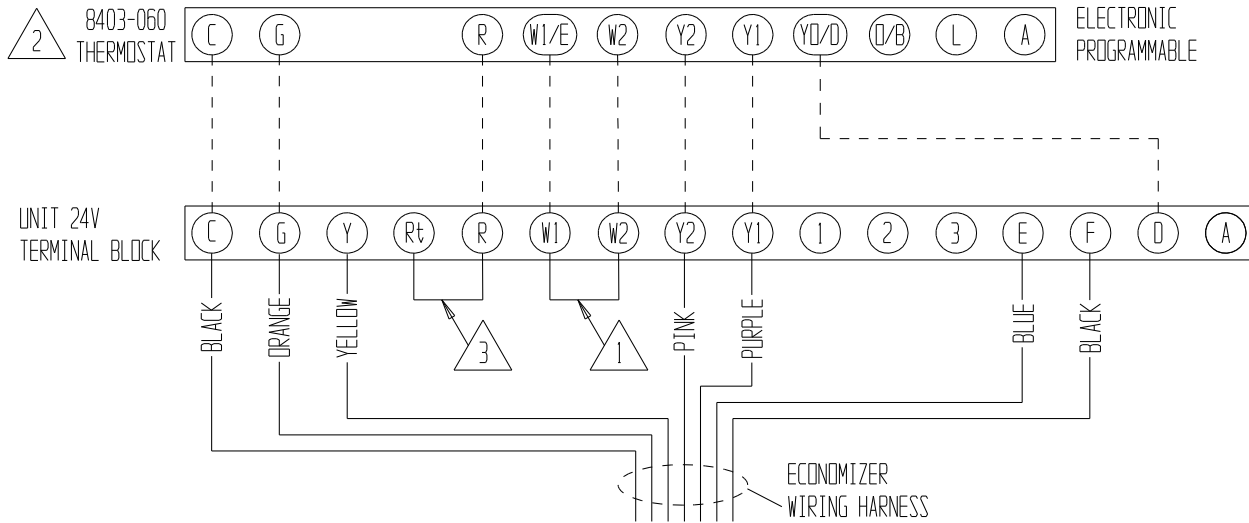 2
8403-060
THERMOSTAT
C G R W1/E W2 Y2 Y1 YO/D O/B L A
ELECTRONIC
PROGRAMMABLE
UNIT 24V
TERMINAL BLOCK
C G Y Rt R W1 W2 Y2 Y1 1 2 3 E F D A
BLACK
ORANGE
YELLOW
3
1
PINK
PURPLE
BLUE
BLACK
ECONOMIZER
WIRING HARNESS